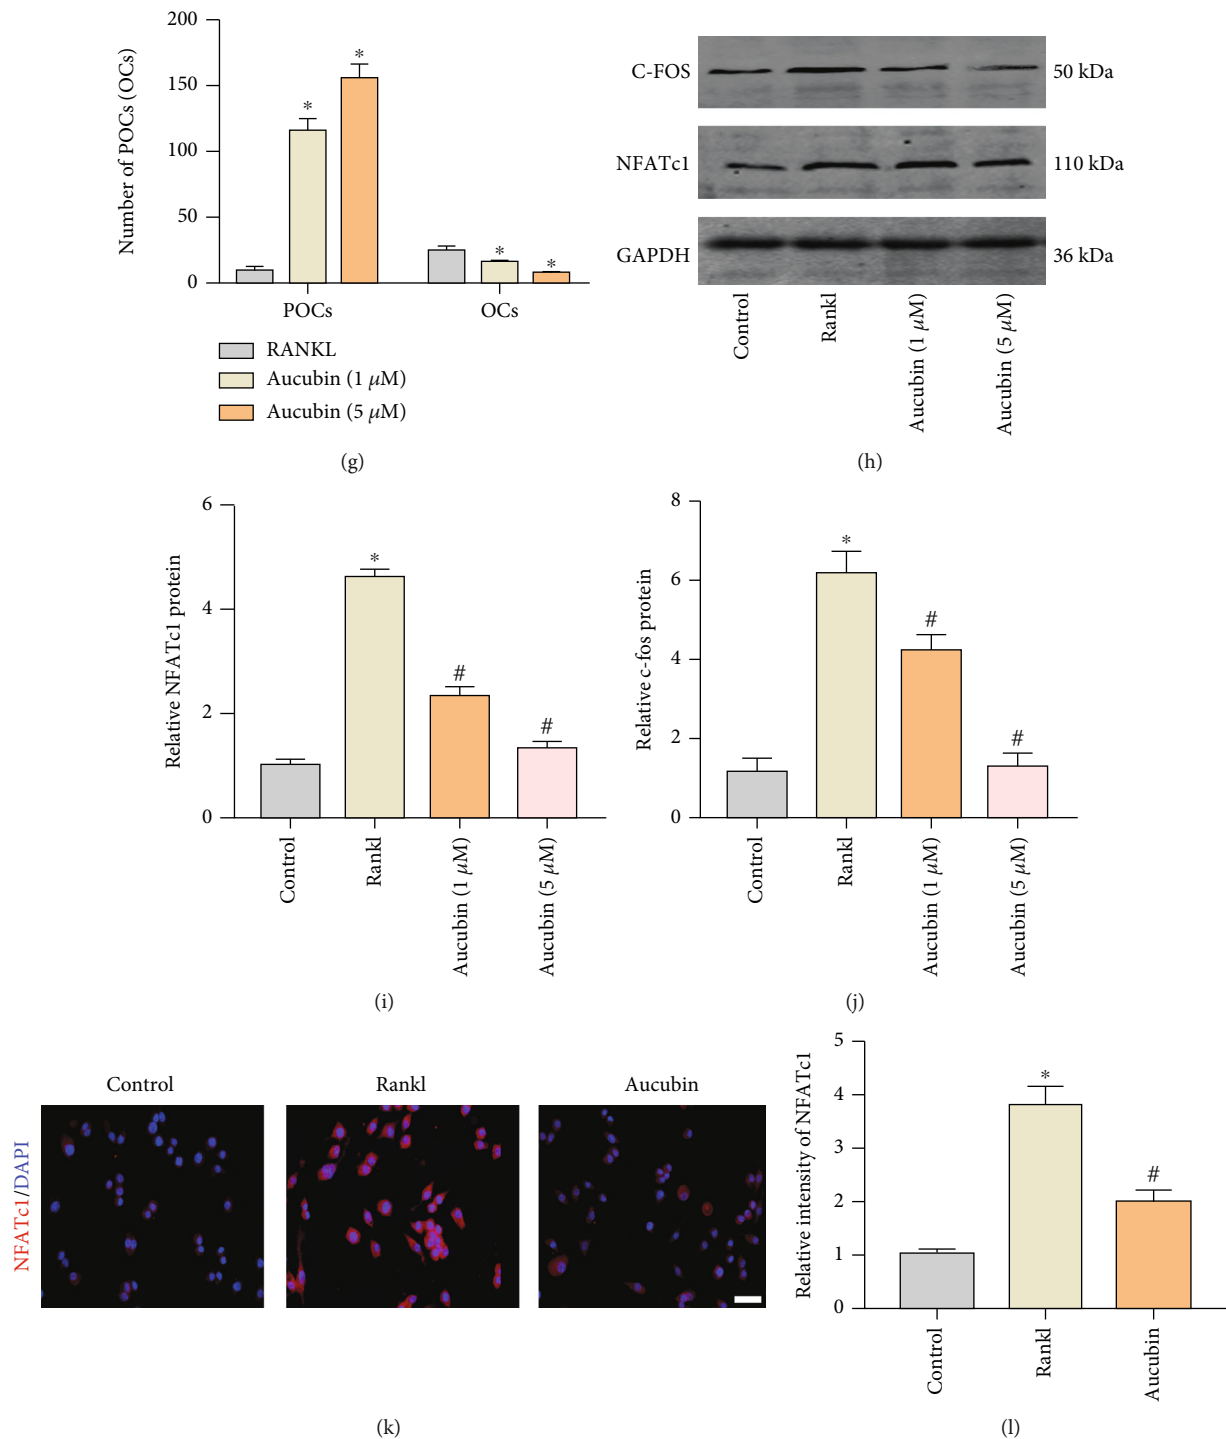 200
150
100
50
0
Number of POCs (OCs)
*
*
*
*
POCs
OCs
RANKL
Aucubin (1 μM)
Aucubin (5 μM)
(g)
C-FOS
50 kDa
NFATc1
110 kDa
GAPDH
36 kDa
Control
Rankl
Aucubin (1 μM)
Aucubin (5 μM)
(h)
6
4
2
0
Relative NFATc1 protein
*
#
#
Control
Rankl
Aucubin (1 μM)
Aucubin (5 μM)
(i)
8
6
4
2
0
Relative c-fos protein
*
#
#
Control
Rankl
Aucubin (1 μM)
Aucubin (5 μM)
(j)
Control
Rankl
Aucubin
NFATc1/DAPI
(k)
5
4
3
2
1
0
Relative intensity of NFATc1
*
#
Control
Rankl
Aucubin
(l)